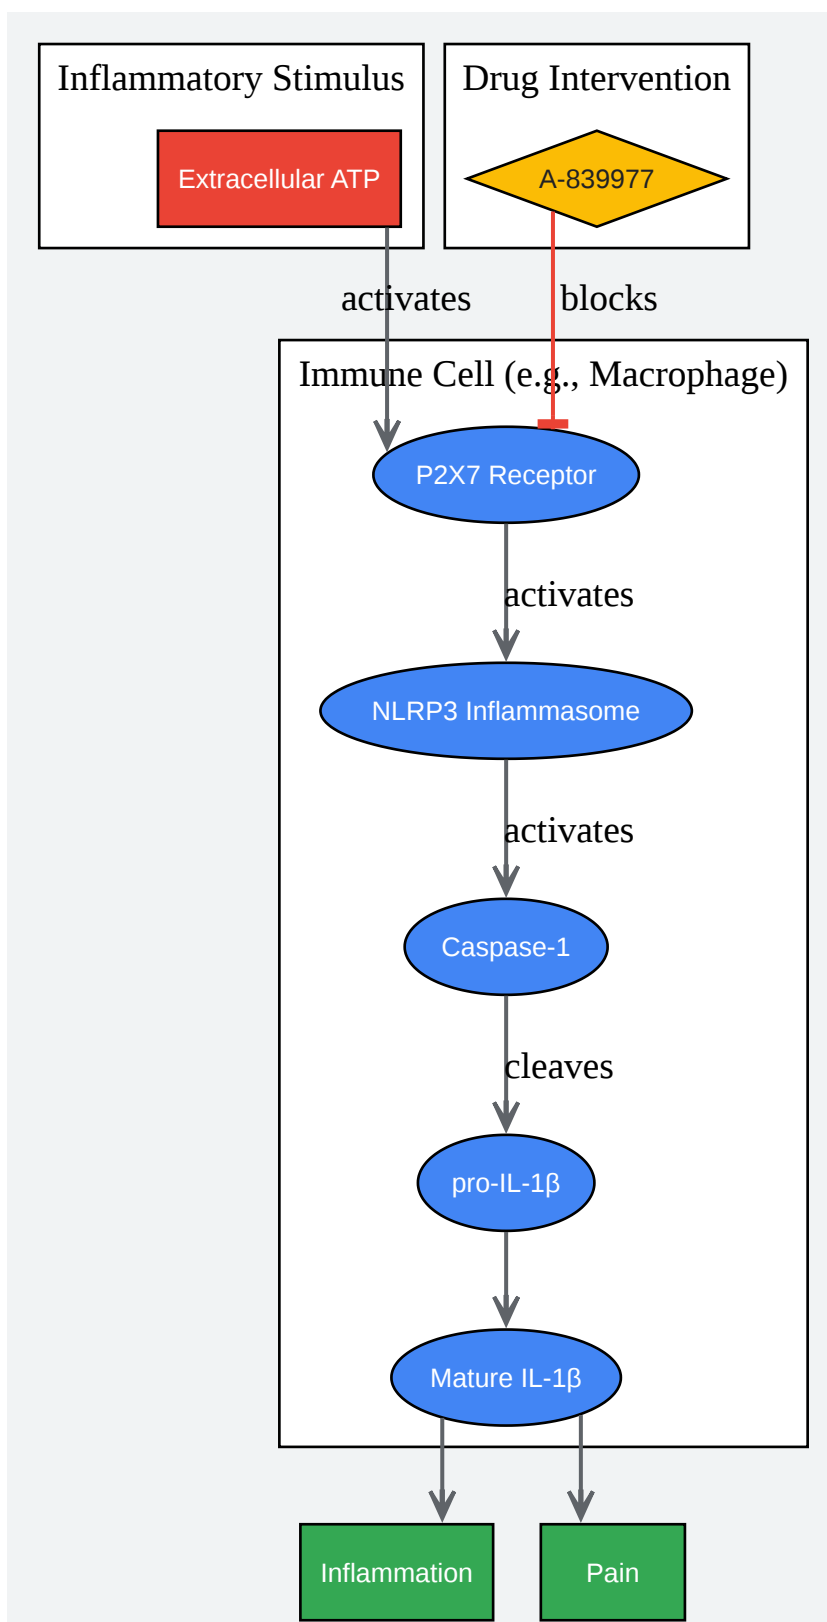 Inflammatory Stimulus
Drug Intervention
Extracellular ATP
A-839977
activates
blocks
Immune Cell (e.g., Macrophage)
P2X7 Receptor
activates
NLRP3 Inflammasome
activates
Caspase-1
cleaves
pro-IL-1β
Mature IL-1β
Inflammation
Pain